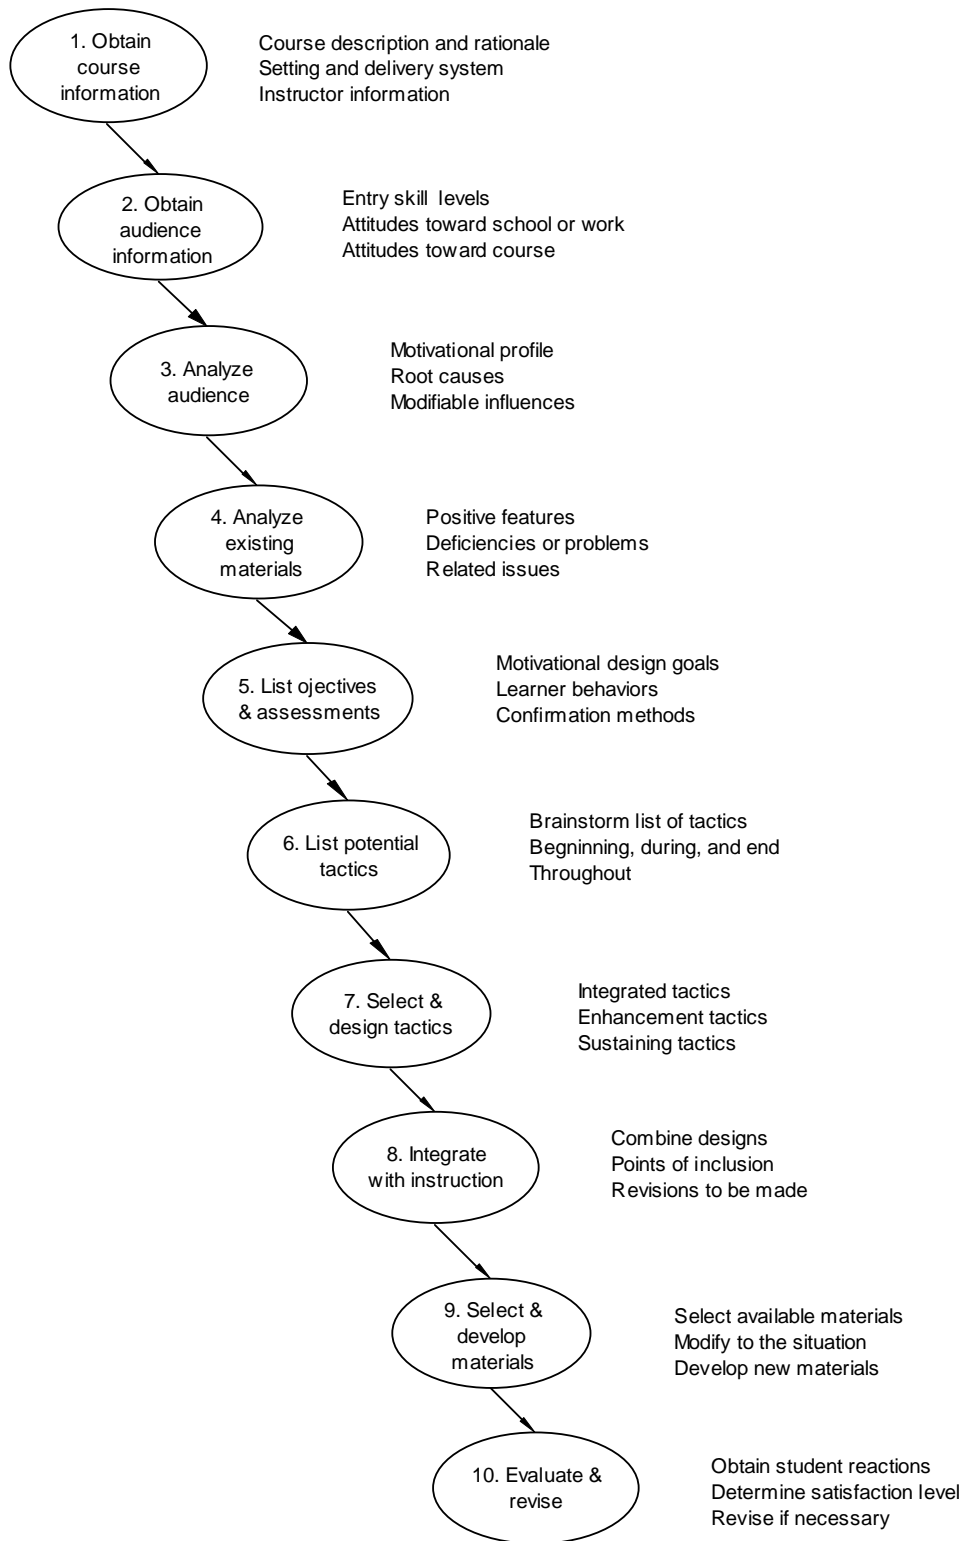 1. Obtain
course
information
Course description and rationale
Setting and delivery system
Instructor information
2. Obtain
audience
information
Entry skill levels
Attitudes toward school or work
Attitudes toward course
3. Analyze
audience
Motivational profile
Root causes
Modifiable influences
4. Analyze
existing
materials
Positive features
Deficiencies or problems
Related issues
5. List ojectives
& assessments
Motivational design goals
Learner behaviors
Confirmation methods
6. List potential
tactics
Brainstorm list of tactics
Begninning, during, and end
Throughout
7. Select &
design tactics
Integrated tactics
Enhancement tactics
Sustaining tactics
8. Integrate
with instruction
Combine designs
Points of inclusion
Revisions to be made
9. Select &
develop
materials
Select available materials
Modify to the situation
Develop new materials
10. Evaluate &
revise
Obtain student reactions
Determine satisfaction level
Revise if necessary